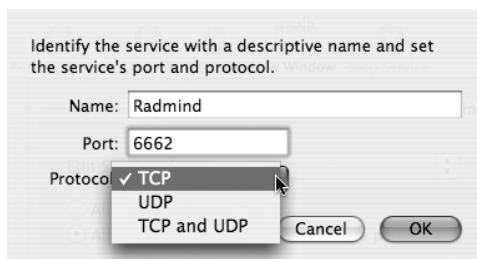 Identify the service with a descriptive name and set
the service's port and protocol.
Name: Radmind
Port: 6662
Protocol ✓ TCP
UDP
TCP and UDP
Cancel OK